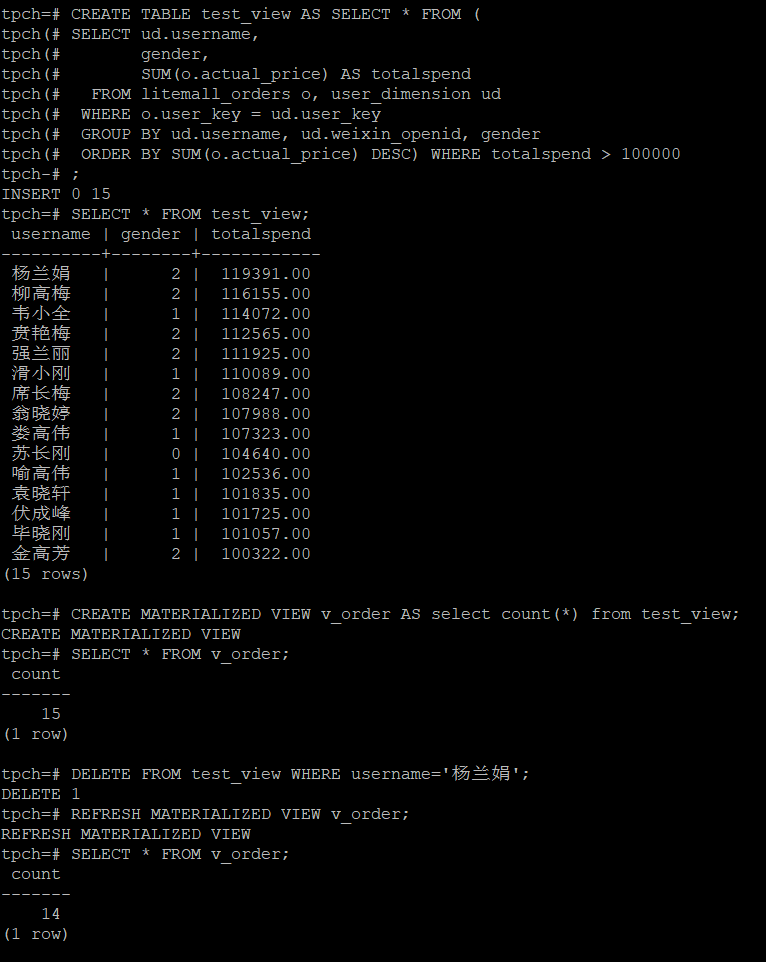 tpch=# CREATE TABLE test_view AS SELECT * FROM (
tpch(# SELECT ud.username,
tpch(#        gender,
tpch(#        SUM(o.actual_price) AS totalspend
tpch(#   FROM litemall_orders o, user_dimension ud
tpch(#  WHERE o.user_key = ud.user_key
tpch(#  GROUP BY ud.username, ud.weixin_openid, gender
tpch(#  ORDER BY SUM(o.actual_price) DESC) WHERE totalspend > 100000
tpch-# ;
INSERT 0 15
tpch=# SELECT * FROM test_view;
 username | gender | totalspend
----------+--------+------------
 杨兰娟   |      2 |  119391.00
 柳高梅   |      2 |  116155.00
 韦小全   |      1 |  114072.00
 贲艳梅   |      2 |  112565.00
 强兰丽   |      2 |  111925.00
 滑小刚   |      1 |  110089.00
 席长梅   |      2 |  108247.00
 翁晓婷   |      2 |  107988.00
 娄高伟   |      1 |  107323.00
 苏长刚   |      0 |  104640.00
 喻高伟   |      1 |  102536.00
 袁晓轩   |      1 |  101835.00
 伏成峰   |      1 |  101725.00
 毕晓刚   |      1 |  101057.00
 金高芳   |      2 |  100322.00
(15 rows)
tpch=# CREATE MATERIALIZED VIEW v_order AS select count(*) from test_view;
CREATE MATERIALIZED VIEW
tpch=# SELECT * FROM v_order;
 count
-------
    15
(1 row)
tpch=# DELETE FROM test_view WHERE username='杨兰娟';
DELETE 1
tpch=# REFRESH MATERIALIZED VIEW v_order;
REFRESH MATERIALIZED VIEW
tpch=# SELECT * FROM v_order;
 count
-------
    14
(1 row)